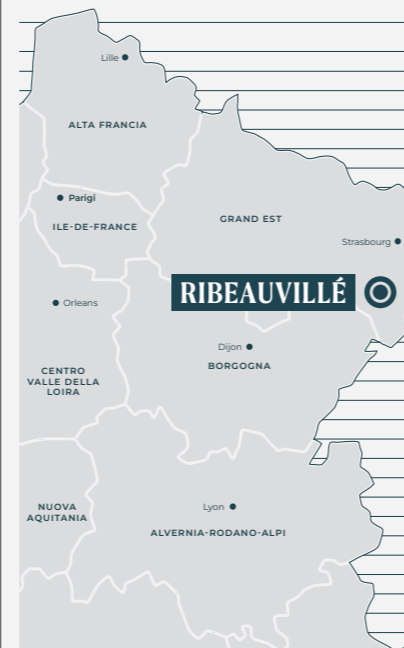 Lille
ALTA FRANCIA
Parigi
ILE-DE-FRANCE
GRAND EST
Strasbourg
RIBEAUVILLÉ
Orleans
Dijon
BORGOGNA
CENTRO
VALLE DELLA
LOIRA
NUOVA
AQUITANIA
Lyon
ALVERNIA-RODANO-ALPI